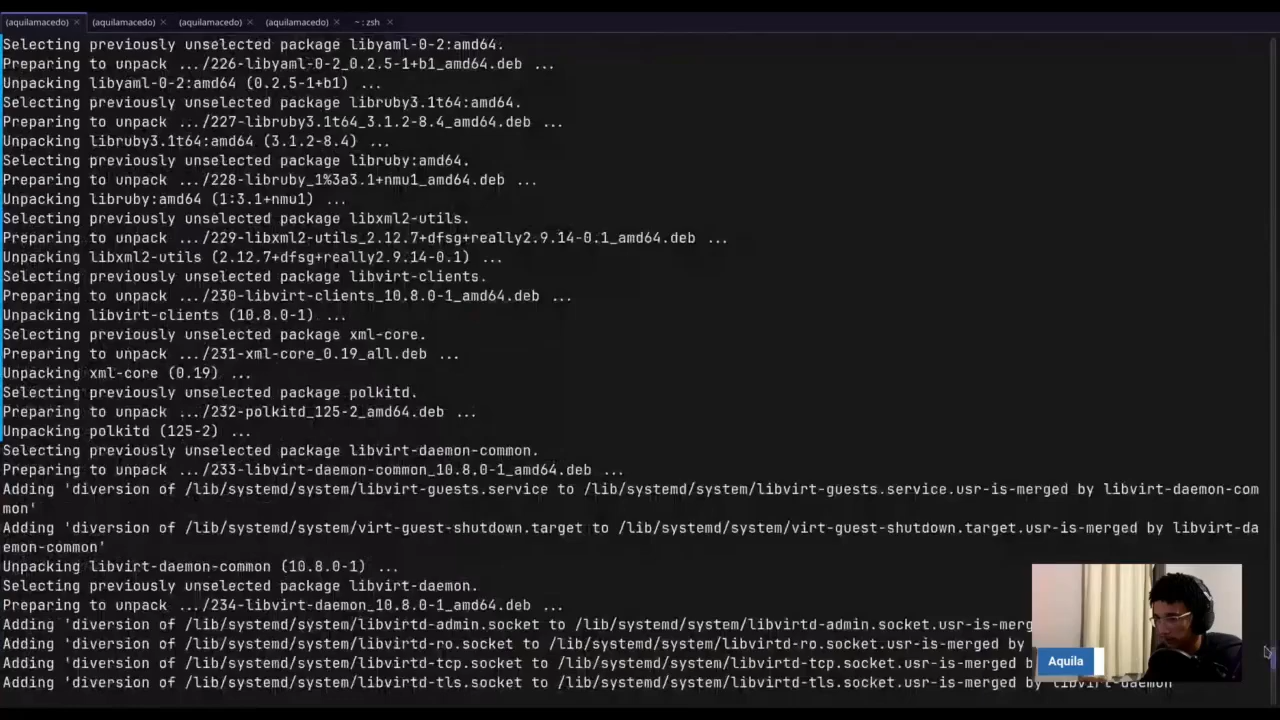 (aquilamacedo) × (aquilamacedo) × (aquilamacedo) × (aquilamacedo) × ~ : zsh ×
Selecting previously unselected package libyaml-0-2:amd64.
Preparing to unpack .../226-libyaml-0-2_0.2.5-1+b1_amd64.deb ...
Unpacking libyaml-0-2:amd64 (0.2.5-1+b1) ...
Selecting previously unselected package libruby3.1t64:amd64.
Preparing to unpack .../227-libruby3.1t64_3.1.2-8.4_amd64.deb ...
Unpacking libruby3.1t64:amd64 (3.1.2-8.4) ...
Selecting previously unselected package libruby:amd64.
Preparing to unpack .../228-libruby_1%3a3.1+nmu1_amd64.deb ...
Unpacking libruby:amd64 (1:3.1+nmu1) ...
Selecting previously unselected package libxml2-utils.
Preparing to unpack .../229-libxml2-utils_2.12.7+dfsg+really2.9.14-0.1_amd64.deb ...
Unpacking libxml2-utils (2.12.7+dfsg+really2.9.14-0.1) ...
Selecting previously unselected package libvirt-clients.
Preparing to unpack .../230-libvirt-clients_10.8.0-1_amd64.deb ...
Unpacking libvirt-clients (10.8.0-1) ...
Selecting previously unselected package xml-core.
Preparing to unpack .../231-xml-core_0.19_all.deb ...
Unpacking xml-core (0.19) ...
Selecting previously unselected package polkitd.
Preparing to unpack .../232-polkitd_125-2_amd64.deb ...
Unpacking polkitd (125-2) ...
Selecting previously unselected package libvirt-daemon-common.
Preparing to unpack .../233-libvirt-daemon-common_10.8.0-1_amd64.deb ...
Adding 'diversion of /lib/systemd/system/libvirt-guests.service to /lib/systemd/system/libvirt-guests.service.usr-is-merged by libvirt-daemon-com
mon'
Adding 'diversion of /lib/systemd/system/virt-guest-shutdown.target to /lib/systemd/system/virt-guest-shutdown.target.usr-is-merged by libvirt-da
emon-common'
Unpacking libvirt-daemon-common (10.8.0-1) ...
Selecting previously unselected package libvirt-daemon.
Preparing to unpack .../234-libvirt-daemon_10.8.0-1_amd64.deb ...
Adding 'diversion of /lib/systemd/system/libvirtd-admin.socket to /lib/systemd/system/libvirtd-admin.socket.usr-is-merg
Adding 'diversion of /lib/systemd/system/libvirtd-ro.socket to /lib/systemd/system/libvirtd-ro.socket.usr-is-merged by
Adding 'diversion of /lib/systemd/system/libvirtd-tcp.socket to /lib/systemd/system/libvirtd-tcp.socket.usr-is-merged b
Adding 'diversion of /lib/systemd/system/libvirtd-tls.socket to /lib/systemd/system/libvirtd-tls.socket.usr-is-merged by libvirt-daemon
Aquila